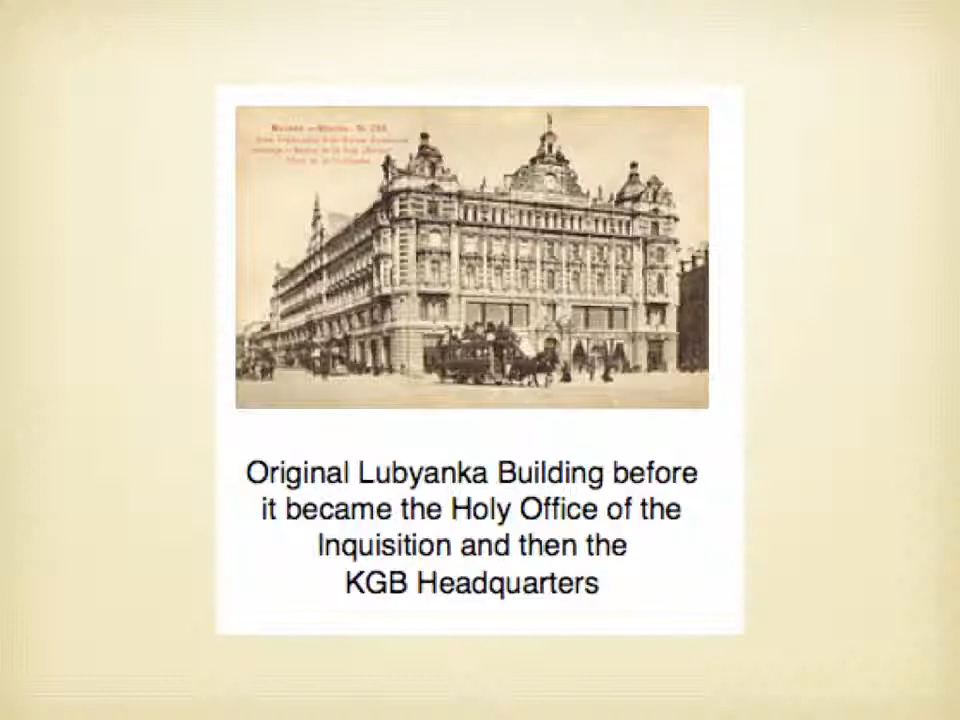 Original Lubyanka Building before
it became the Holy Office of the
Inquisition and then the
KGB Headquarters